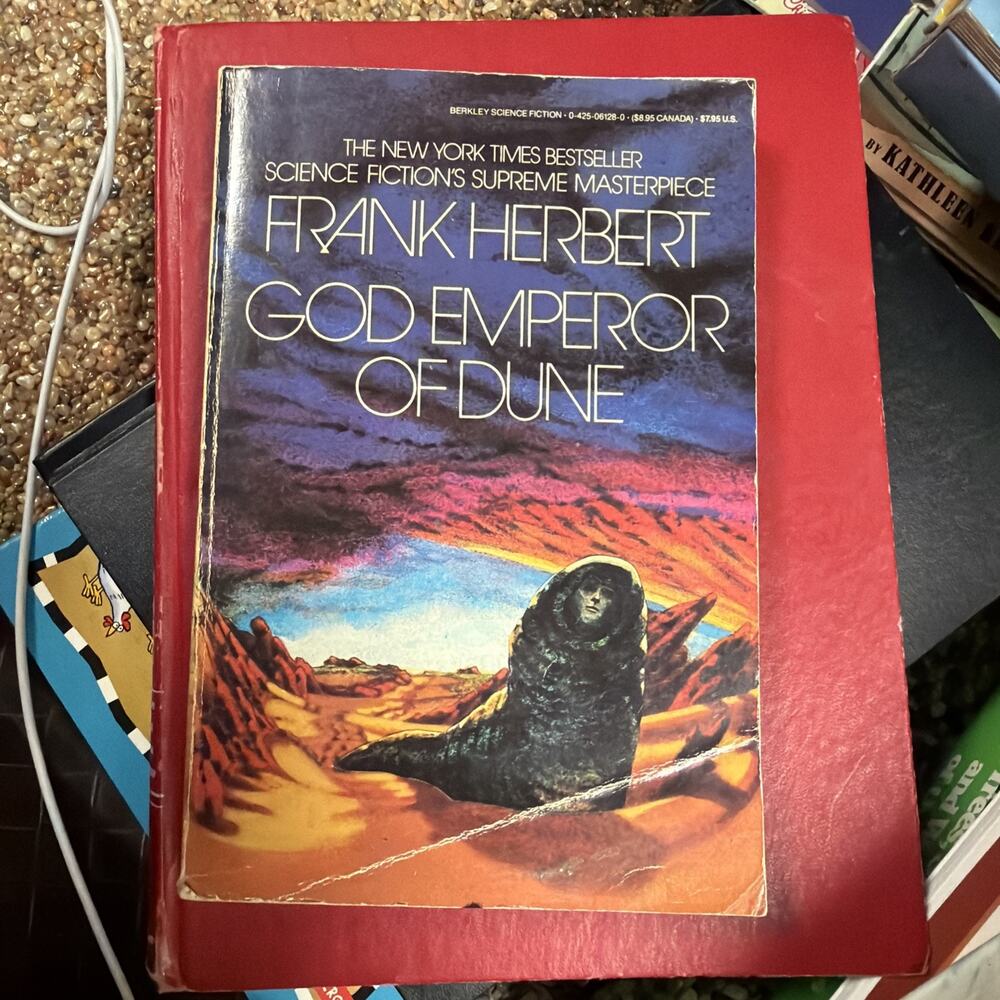 BERKLEY SCIENCE FICTION • 0-425-06128-0 • ($8.95 CANADA) • $7.95 U.S.
THE NEW YORK TIMES BESTSELLER
SCIENCE FICTION'S SUPREME MASTERPIECE
FRANK HERBERT
GOD EMPEROR
OF DUNE
BY KATHLEEN
and